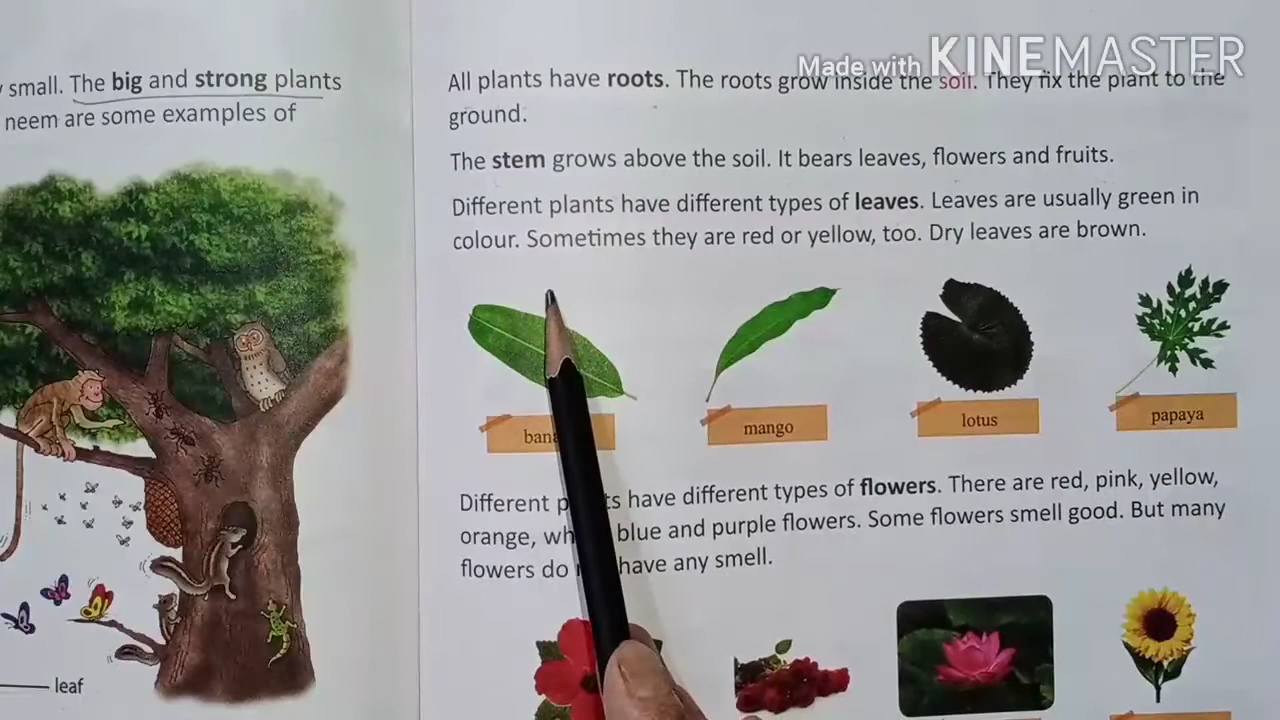 Made with KINEMASTER
y small. The big and strong plants
neem are some examples of
leaf
All plants have roots. The roots grow inside the soil. They fix the plant to the
ground.
The stem grows above the soil. It bears leaves, flowers and fruits.
Different plants have different types of leaves. Leaves are usually green in
colour. Sometimes they are red or yellow, too. Dry leaves are brown.
mango
lotus
papaya
Different have different types of flowers. There are red, pink, yellow,
orange, blue and purple flowers. Some flowers smell good. But many
flowers do have any smell.